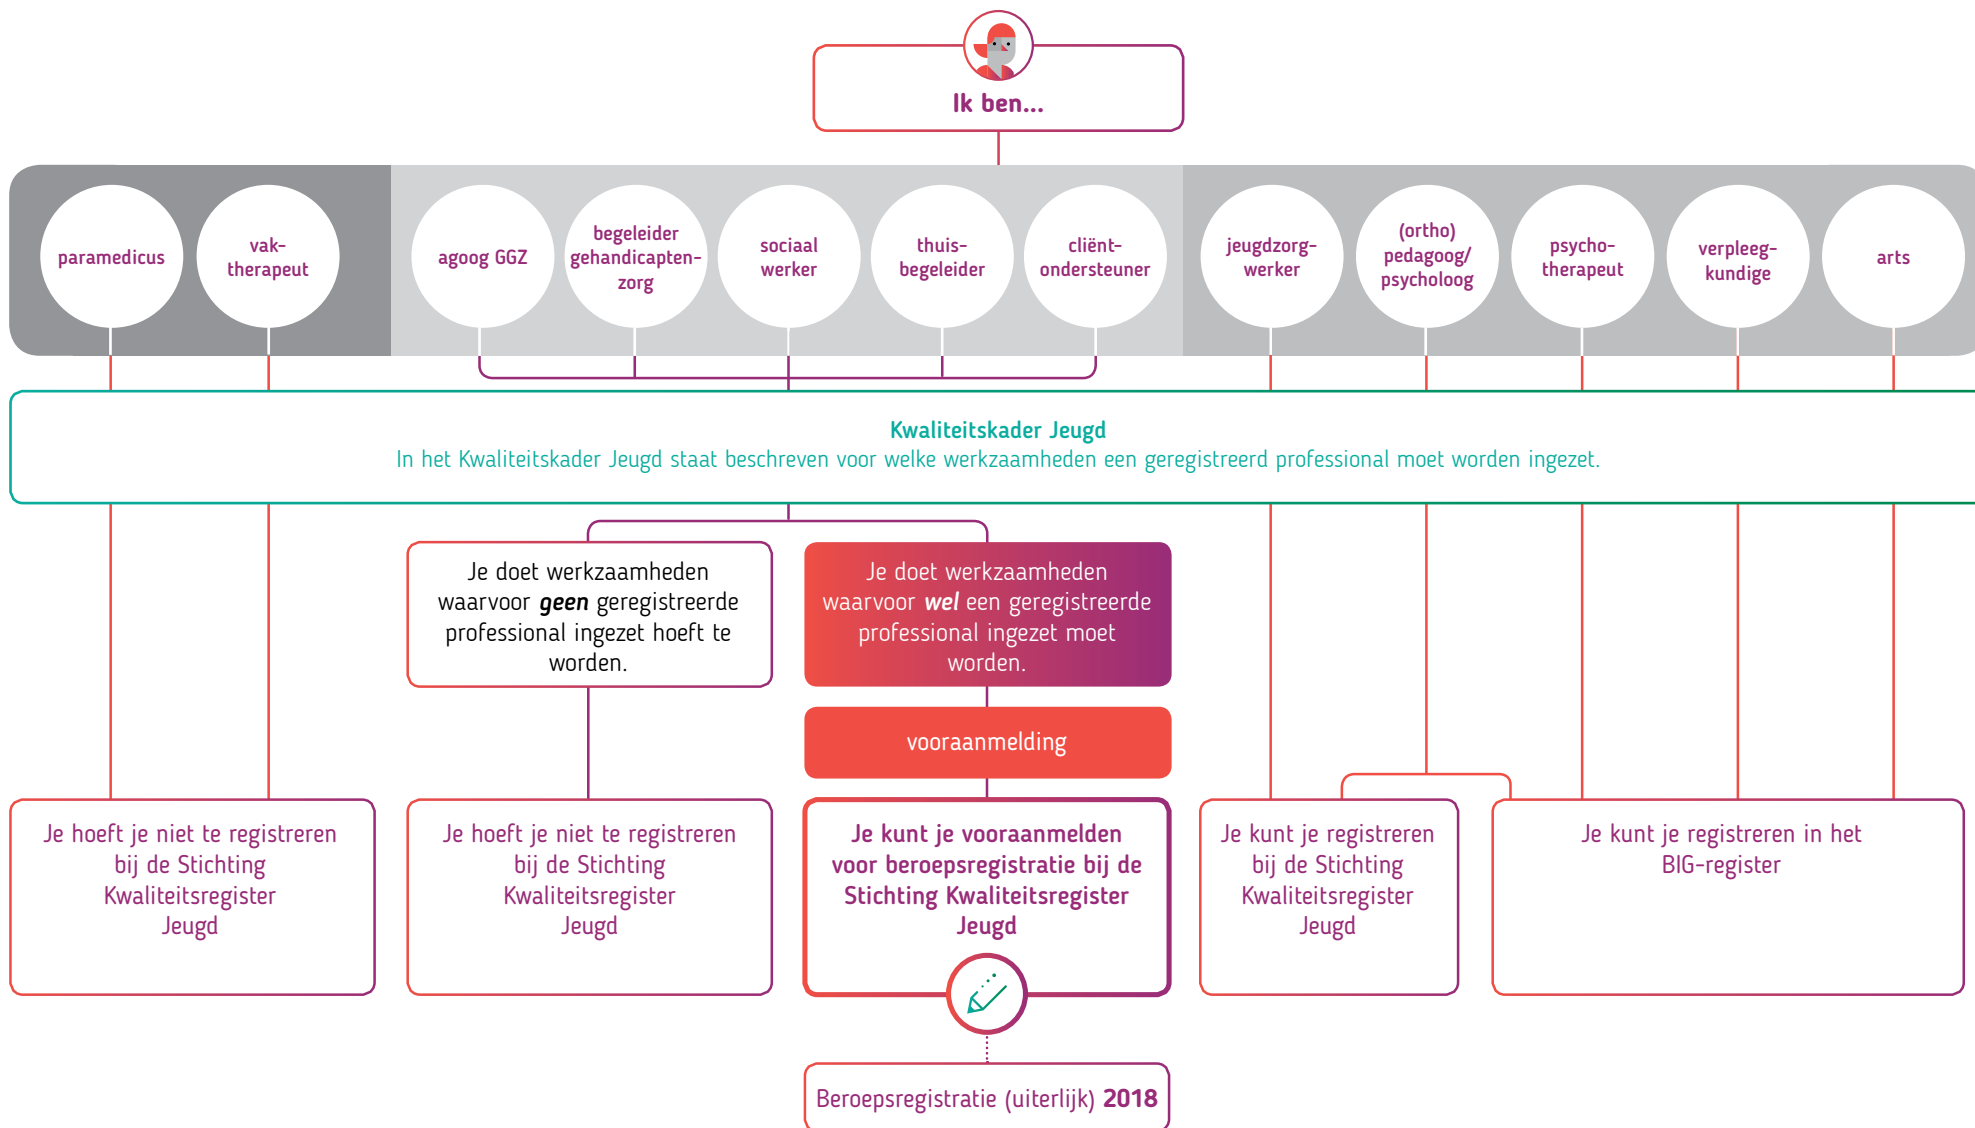 Ik ben...
paramedicus
vak-
therapeut
agoog GGZ
begeleider
gehandicapten-
zorg
sociaal
werker
thuis-
begeleider
cliënt-
ondersteuner
jeugdzorg-
werker
(ortho)
pedagoog/
psycholoog
psycho-
therapeut
verpleeg-
kundige
arts
Kwaliteitskader Jeugd
In het Kwaliteitskader Jeugd staat beschreven voor welke werkzaamheden een geregistreerd professional moet worden ingezet.
Je doet werkzaamheden
waarvoor geen geregistreerde
professional ingezet hoeft te
worden.
Je doet werkzaamheden
waarvoor wel een geregistreerde
professional ingezet moet
worden.
vooraanmelding
Je hoeft je niet te registreren
bij de Stichting
Kwaliteitsregister
Jeugd
Je hoeft je niet te registreren
bij de Stichting
Kwaliteitsregister
Jeugd
Je kunt je vooraanmelden
voor beroepsregistratie bij de
Stichting Kwaliteitsregister
Jeugd
Je kunt je registreren
bij de Stichting
Kwaliteitsregister
Jeugd
Je kunt je registreren in het
BIG-register
Beroepsregistratie (uiterlijk) 2018